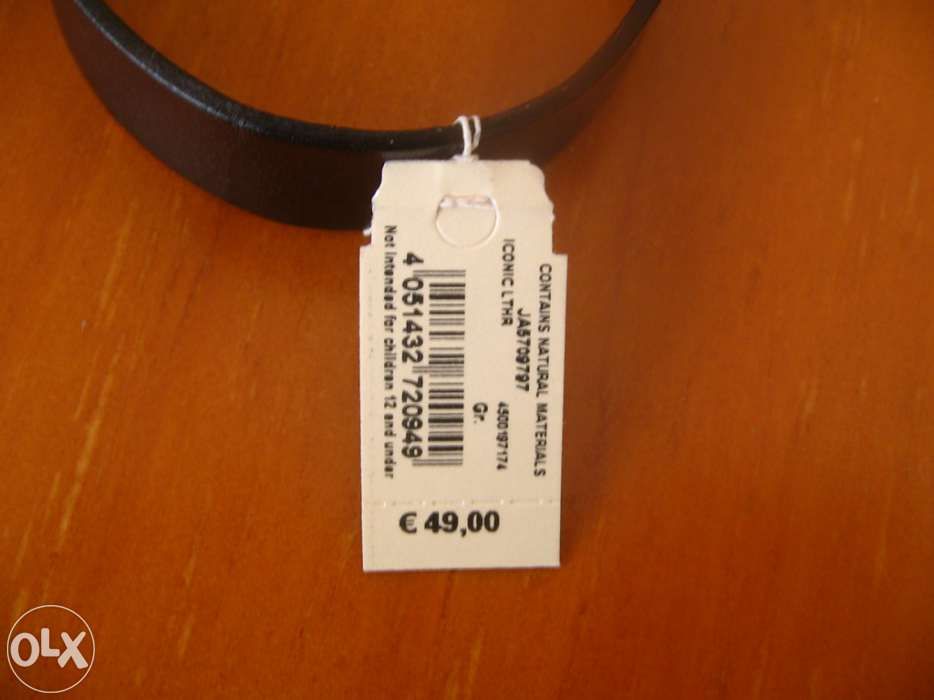 CONTAINS NATURAL MATERIALS
JA5709797
ICONIC LTHR
4500197174
Gr.
4 051432 720949
Not intended for children 12 and under
€ 49,00
OLX